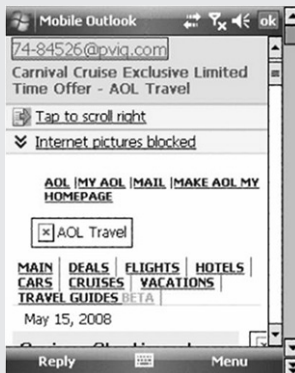 Mobile Outlook ok
74-84526@pviq.com
Carnival Cruise Exclusive Limited
Time Offer - AOL Travel
Tap to scroll right
Internet pictures blocked
AOL |MY AOL |MAIL |MAKE AOL MY
HOMEPAGE
AOL Travel
MAIN | DEALS | FLIGHTS | HOTELS |
CARS | CRUISES | VACATIONS |
TRAVEL GUIDES BETA |
May 15, 2008
Reply Menu